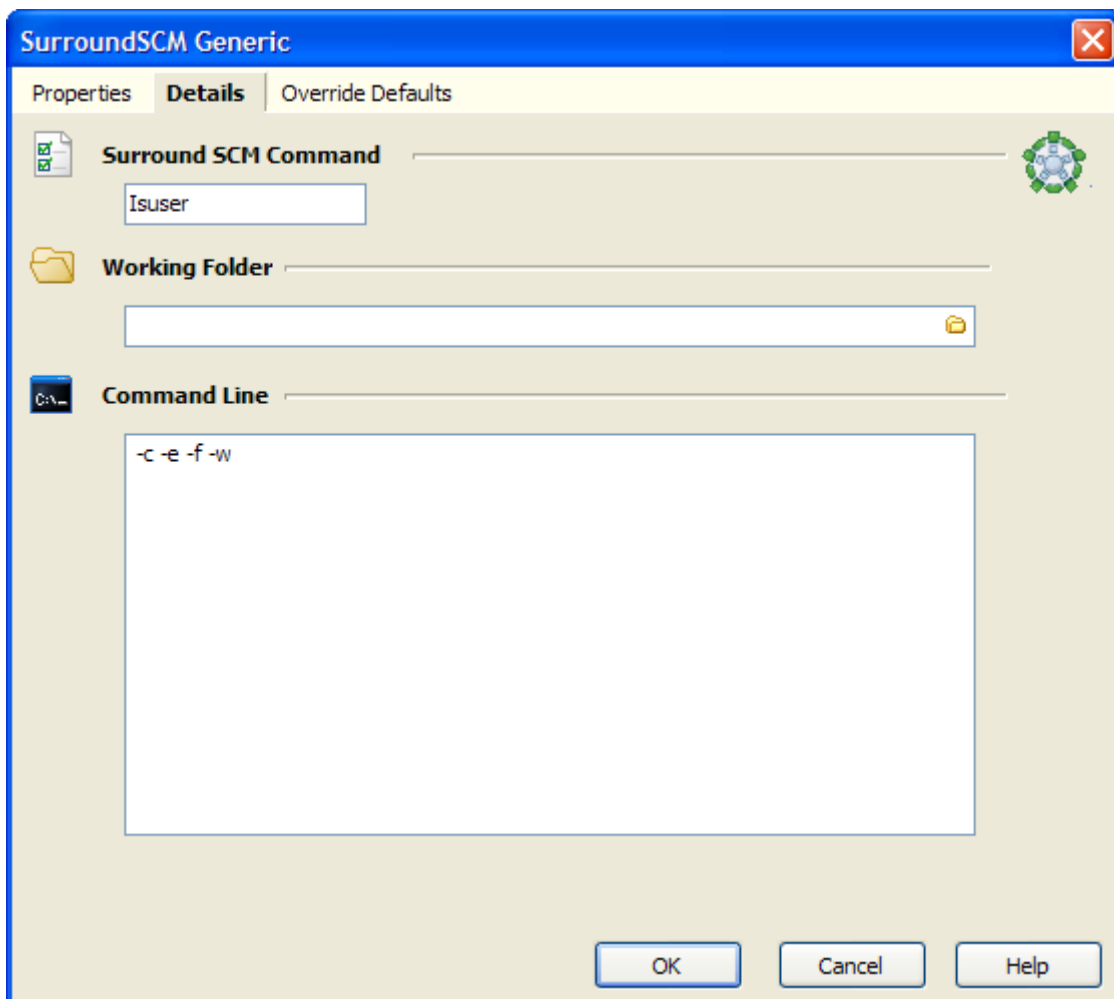 SurroundSCM Generic
Properties Details Override Defaults
Surround SCM Command
lsuser
Working Folder
Command Line
C:\_
-c -e -f -w
OK Cancel Help